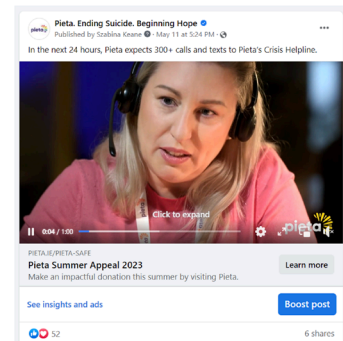 Pieta. Ending Suicide. Beginning Hope
Published by Szabina Keane · May 11 at 5:24 PM ·
In the next 24 hours, Pieta expects 300+ calls and texts to Pieta's Crisis Helpline.
Click to expand
0:04 / 1:00
pieta
PIETA.IE/PIETA-SAFE
Pieta Summer Appeal 2023
Make an impactful donation this summer by visiting Pieta.
Learn more
See insights and ads
Boost post
52
6 shares